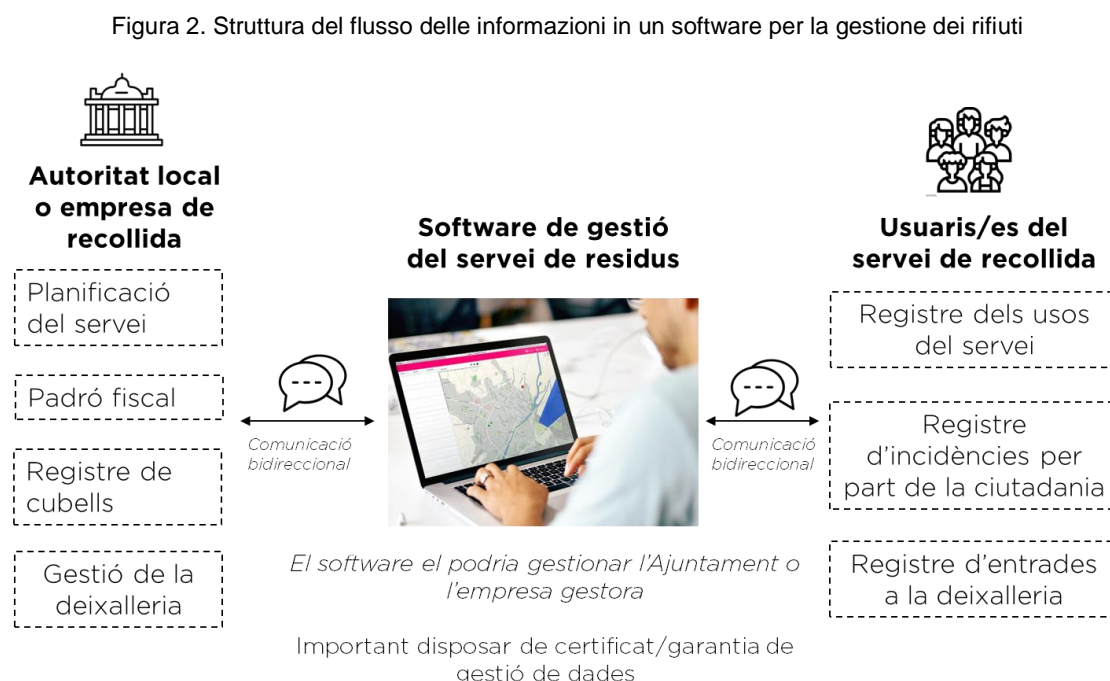 Figura 2. Struttura del flusso delle informazioni in un software per la gestione dei rifiuti
Autoritat local
o empresa de
recollida
Planificació
del servei
Padró fiscal
Registre de
cubells
Gestió de la
deixalleria
Comunicació
bidireccional
Software de gestió
del servei de residus
El software el podria gestionar l'Ajuntament o
l'empresa gestora
Important disposar de certificat/garantia de
gestió de dades
Comunicació
bidireccional
Usuaris/es del
servei de recollida
Registre dels usos
del servei
Registre
d'incidències per
part de la ciutadania
Registre d'entrades
a la deixalleria